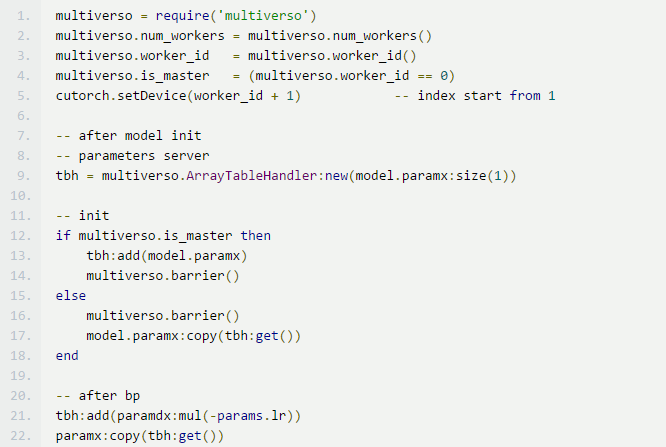 1. multiverso = require('multiverso')
2. multiverso.num_workers = multiverso.num_workers()
3. multiverso.worker_id   = multiverso.worker_id()
4. multiverso.is_master   = (multiverso.worker_id == 0)
5. cutorch.setDevice(worker_id + 1)            -- index start from 1
6.
7. -- after model init
8. -- parameters server
9. tbh = multiverso.ArrayTableHandler:new(model.paramx:size(1))
10.
11. -- init
12. if multiverso.is_master then
13.     tbh:add(model.paramx)
14.     multiverso.barrier()
15. else
16.     multiverso.barrier()
17.     model.paramx:copy(tbh:get())
18. end
19.
20. -- after bp
21. tbh:add(paramdx:mul(-params.lr))
22. paramx:copy(tbh:get())